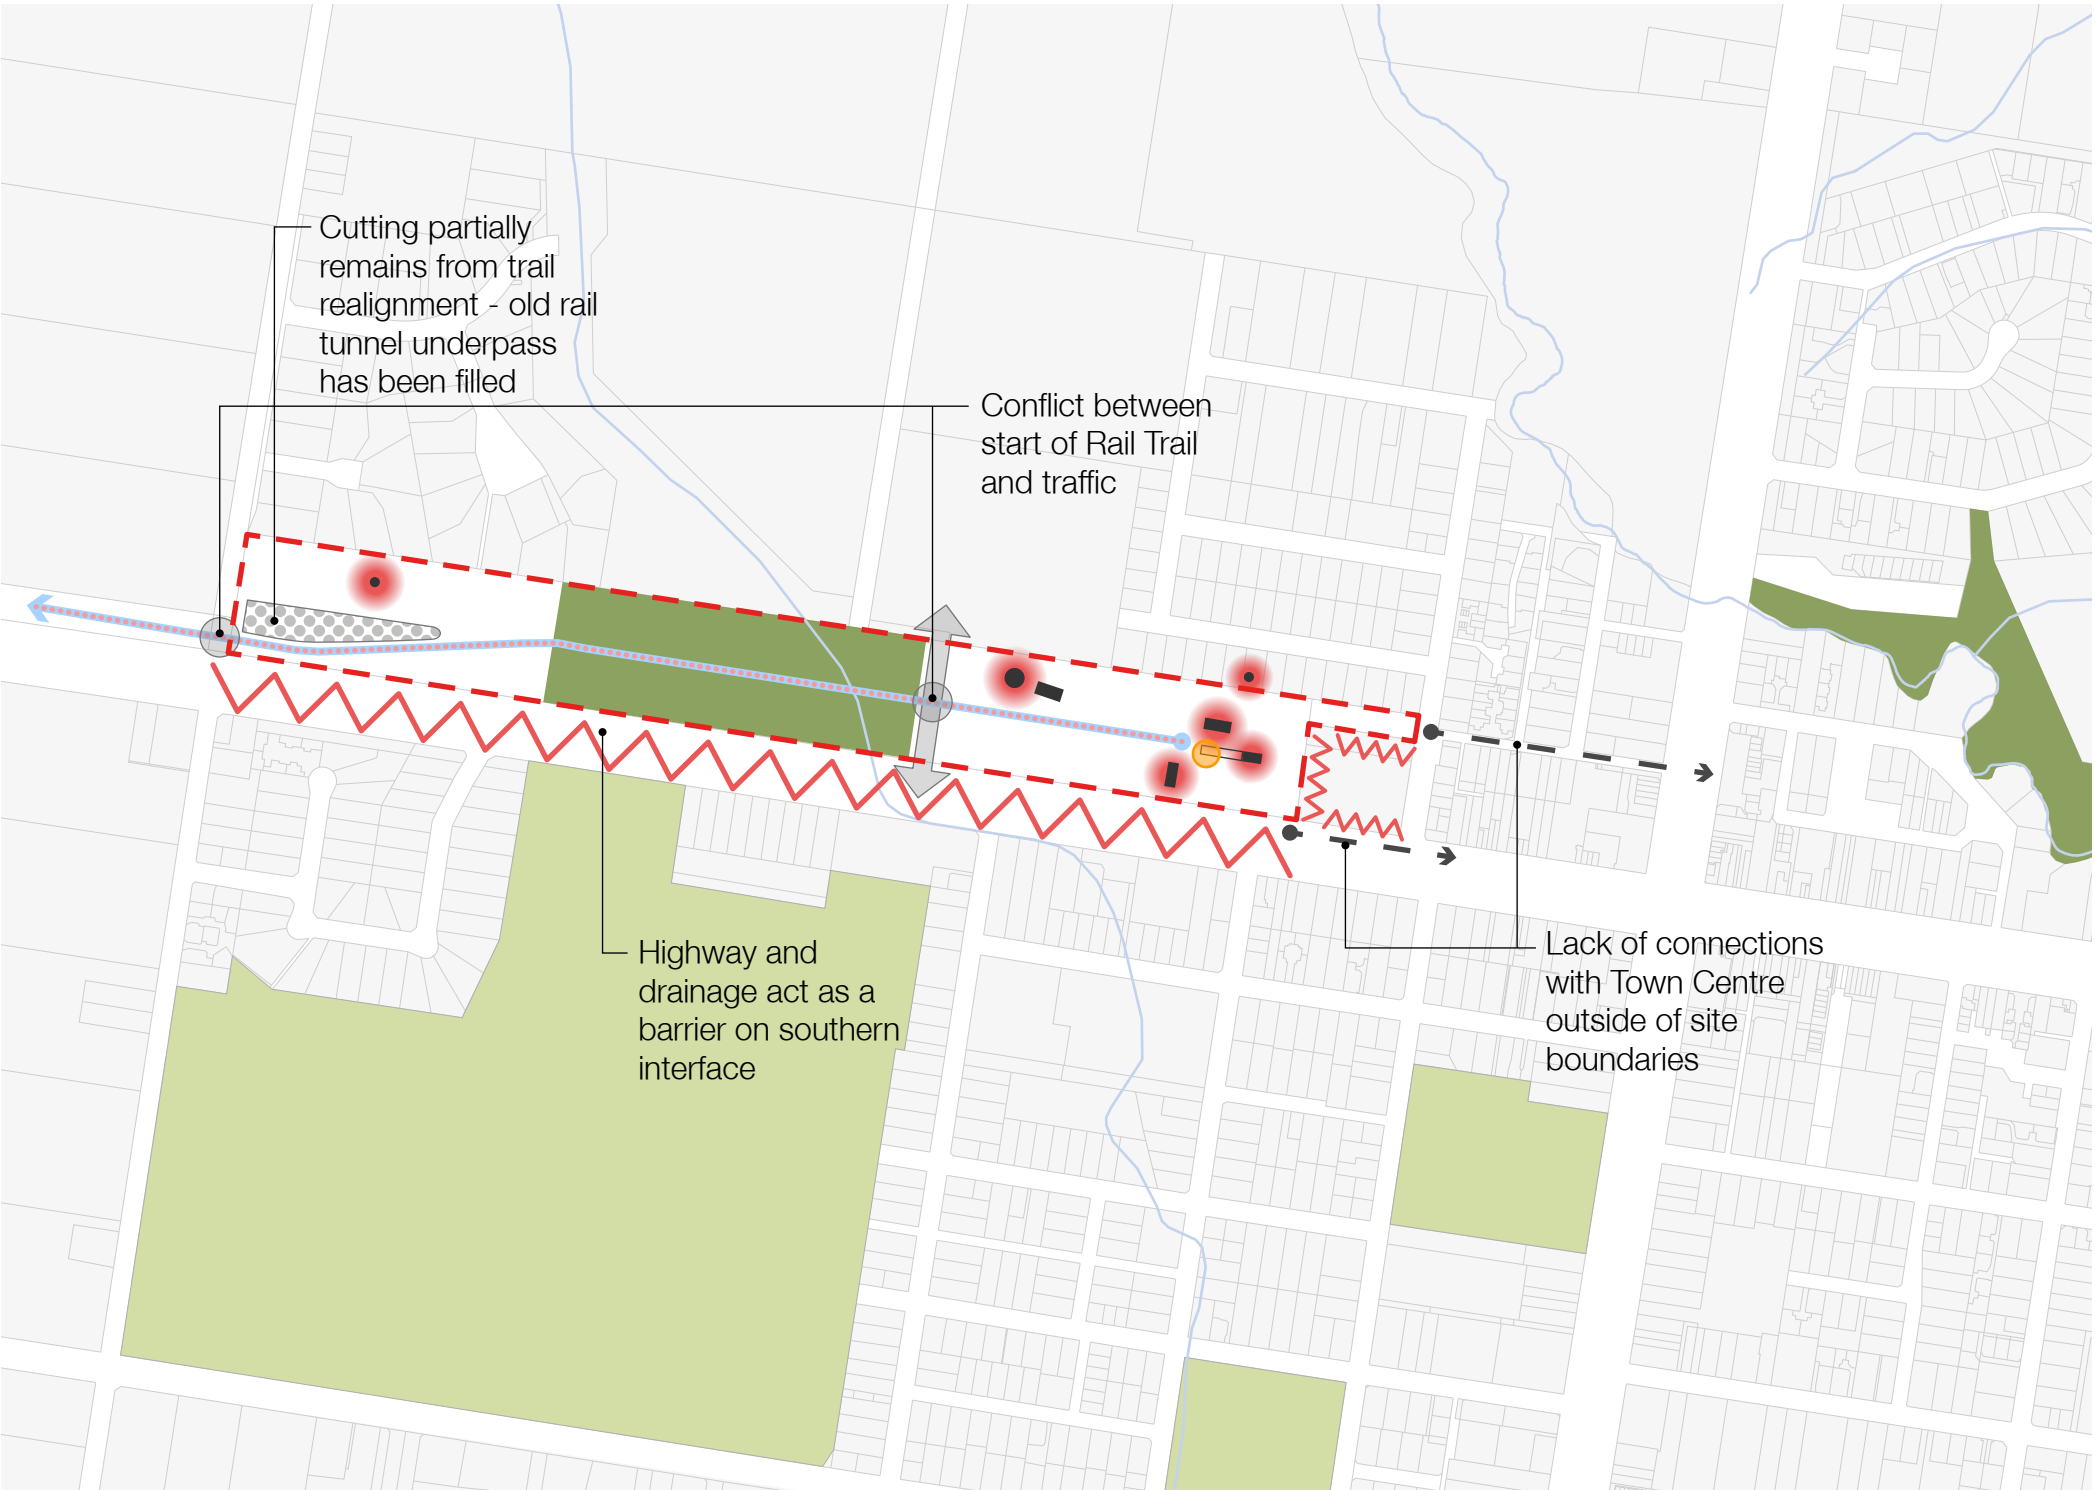 Cutting partially
remains from trail
realignment - old rail
tunnel underpass
has been filled
Conflict between
start of Rail Trail
and traffic
Highway and
drainage act as a
barrier on southern
interface
Lack of connections
with Town Centre
outside of site
boundaries